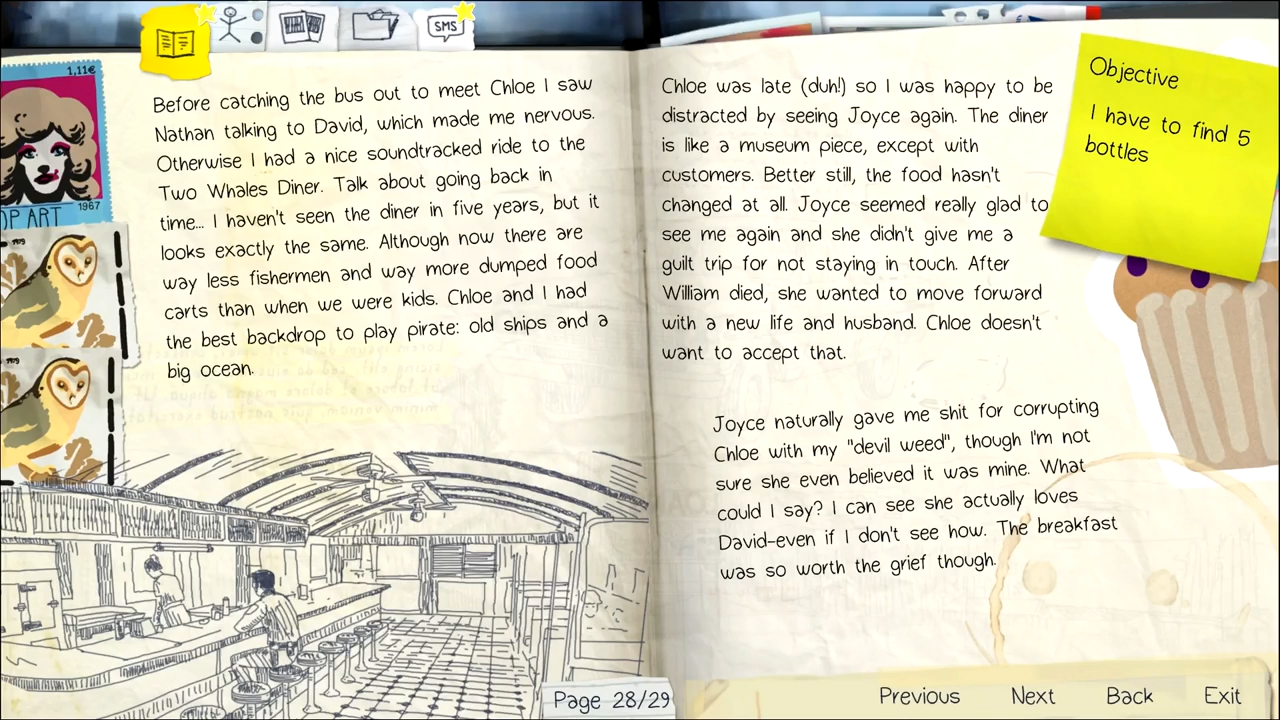 SMS
1,11€
OP ART
1967
1979
1979
Before catching the bus out to meet Chloe I saw
Nathan talking to David, which made me nervous.
Otherwise I had a nice soundtracked ride to the
Two Whales Diner. Talk about going back in
time... I haven't seen the diner in five years, but it
looks exactly the same. Although now there are
way less fishermen and way more dumped food
carts than when we were kids. Chloe and I had
the best backdrop to play pirate: old ships and a
big ocean.
Chloe was late (duh!) so I was happy to be
distracted by seeing Joyce again. The diner
is like a museum piece, except with
customers. Better still, the food hasn't
changed at all. Joyce seemed really glad to
see me again and she didn't give me a
guilt trip for not staying in touch. After
William died, she wanted to move forward
with a new life and husband. Chloe doesn't
want to accept that.
Joyce naturally gave me shit for corrupting
Chloe with my "devil weed", though I'm not
sure she even believed it was mine. What
could I say? I can see she actually loves
David-even if I don't see how. The breakfast
was so worth the grief though.
Objective
I have to find 5
bottles
Page 28/29
Previous Next Back Exit